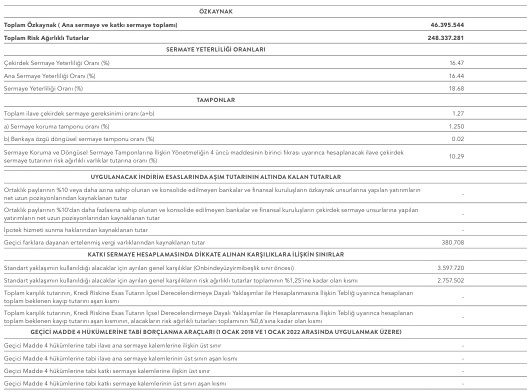 ÖZKAYNAK
Toplam Özkaynak ( Ana sermaye ve katkı sermaye toplamı) 46.395.544
Toplam Risk Ağırlıklı Tutarlar 248.337.281
SERMAYE YETERLİLİĞİ ORANLARI
Çekirdek Sermaye Yeterliliği Oranı (%) 16.47
Ana Sermaye Yeterliliği Oranı (%) 16.44
Sermaye Yeterliliği Oranı (%) 18.68
TAMPONLAR
Toplam ilave çekirdek sermaye gereksinimi oranı (a+b) 1.27
a) Sermaye koruma tamponu oranı (%) 1.250
b) Bankaya özgü döngüsel sermaye tamponu oranı (%) 0.02
Sermaye Koruma ve Döngüsel Sermaye Tamponlarına İlişkin Yönetmeliğin 4 üncü maddesinin birinci fıkrası uyarınca hesaplanacak ilave çekirdek
sermaye tutarının risk ağırlıklı varlıklar tutarına oranı (%) 10.29
UYGULANACAK İNDİRİM ESASLARINDA AŞIM TUTARININ ALTINDA KALAN TUTARLAR
Ortaklık paylarının %10 veya daha azına sahip olunan ve konsolide edilmeyen bankalar ve finansal kuruluşların özkaynak unsurlarına yapılan yatırımların
net uzun pozisyonlarından kaynaklanan tutar -
Ortaklık paylarının %10'dan daha fazlasına sahip olunan ve konsolide edilmeyen bankalar ve finansal kuruluşların çekirdek sermaye unsurlarına yapılan
yatırımların net uzun pozisyonlarından kaynaklanan tutar -
İpotek hizmeti sunma haklarından kaynaklanan tutar -
Geçici farklara dayanan ertelenmiş vergi varlıklarından kaynaklanan tutar 380.708
KATKI SERMAYE HESAPLAMASINDA DİKKATE ALINAN KARŞILIKLARA İLİŞKİN SINIRLAR
Standart yaklaşımın kullanıldığı alacaklar için ayrılan genel karşılıklar (Onbindeyüzyirmibeşlik sınır öncesi) 3.597.720
Standart yaklaşımın kullanıldığı alacaklar için ayrılan genel karşılıkların risk ağırlıklı tutarlar toplamının %1,25'ine kadar olan kısmı 2.757.502
Toplam karşılık tutarının, Kredi Riskine Esas Tutarın İçsel Derecelendirmeye Dayalı Yaklaşımlar ile Hesaplanmasına İlişkin Tebliğ uyarınca hesaplanan
toplam beklenen kayıp tutarını aşan kısmı -
Toplam karşılık tutarının, Kredi Riskine Esas Tutarın İçsel Derecelendirmeye Dayalı Yaklaşımlar ile Hesaplanmasına İlişkin Tebliğ uyarınca hesaplanan
toplam beklenen kayıp tutarını aşan kısmının, alacakların risk ağırlıklı tutarları toplamının %0,6'sına kadar olan kısmı -
GEÇİCİ MADDE 4 HÜKÜMLERİNE TABİ BORÇLANMA ARAÇLARI (1 OCAK 2018 VE 1 OCAK 2022 ARASINDA UYGULANMAK ÜZERE)
Geçici Madde 4 hükümlerine tabi ilave ana sermaye kalemlerine ilişkin üst sınır -
Geçici Madde 4 hükümlerine tabi ilave ana sermaye kalemlerinin üst sınırı aşan kısmı -
Geçici Madde 4 hükümlerine tabi katkı sermaye kalemlerine ilişkin üst sınır -
Geçici Madde 4 hükümlerine tabi katkı sermaye kalemlerinin üst sınırı aşan kısmı -